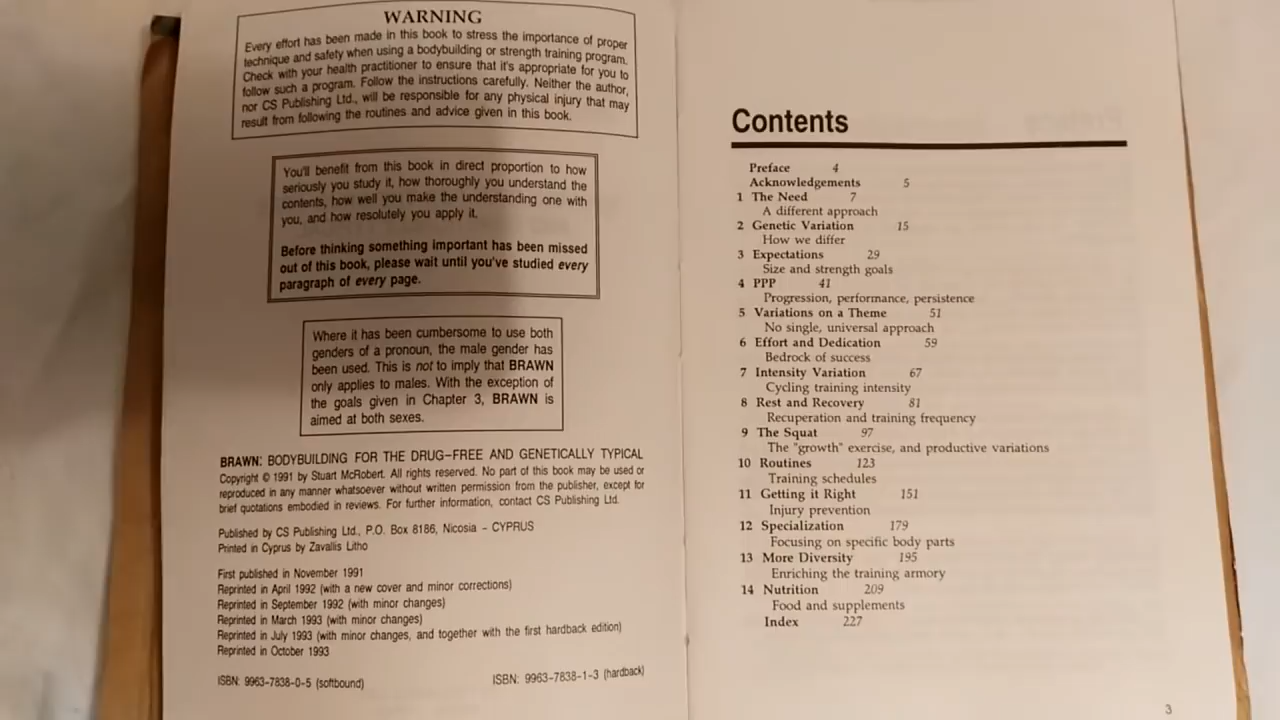 WARNING
Every effort has been made in this book to stress the importance of proper
technique and safety when using a bodybuilding or strength training program.
Check with your health practitioner to ensure that it's appropriate for you to
follow such a program. Follow the instructions carefully. Neither the author,
nor CS Publishing Ltd., will be responsible for any physical injury that may
result from following the routines and advice given in this book.
You'll benefit from this book in direct proportion to how
seriously you study it, how thoroughly you understand the
contents, how well you make the understanding one with
you, and how resolutely you apply it.
Before thinking something important has been missed
out of this book, please wait until you've studied every
paragraph of every page.
Where it has been cumbersome to use both
genders of a pronoun, the male gender has
been used. This is not to imply that BRAWN
only applies to males. With the exception of
the goals given in Chapter 3, BRAWN is
aimed at both sexes.
BRAWN: BODYBUILDING FOR THE DRUG-FREE AND GENETICALLY TYPICAL
Copyright © 1991 by Stuart McRobert. All rights reserved. No part of this book may be used or
reproduced in any manner whatsoever without written permission from the publisher, except for
brief quotations embodied in reviews. For further information, contact CS Publishing Ltd.
Published by CS Publishing Ltd., P.O. Box 8186, Nicosia - CYPRUS
Printed in Cyprus by Zavallis Litho
First published in November 1991
Reprinted in April 1992 (with a new cover and minor corrections)
Reprinted in September 1992 (with minor changes)
Reprinted in March 1993 (with minor changes)
Reprinted in July 1993 (with minor changes, and together with the first hardback edition)
Reprinted in October 1993
ISBN: 9963-7838-0-5 (softbound) ISBN: 9963-7838-1-3 (hardback)
Contents
Preface 4
Acknowledgements 5
1 The Need 7
A different approach
2 Genetic Variation 15
How we differ
3 Expectations 29
Size and strength goals
4 PPP 41
Progression, performance, persistence
5 Variations on a Theme 51
No single, universal approach
6 Effort and Dedication 59
Bedrock of success
7 Intensity Variation 67
Cycling training intensity
8 Rest and Recovery 81
Recuperation and training frequency
9 The Squat 97
The "growth" exercise, and productive variations
10 Routines 123
Training schedules
11 Getting it Right 151
Injury prevention
12 Specialization 179
Focusing on specific body parts
13 More Diversity 195
Enriching the training armory
14 Nutrition 209
Food and supplements
Index 227
3